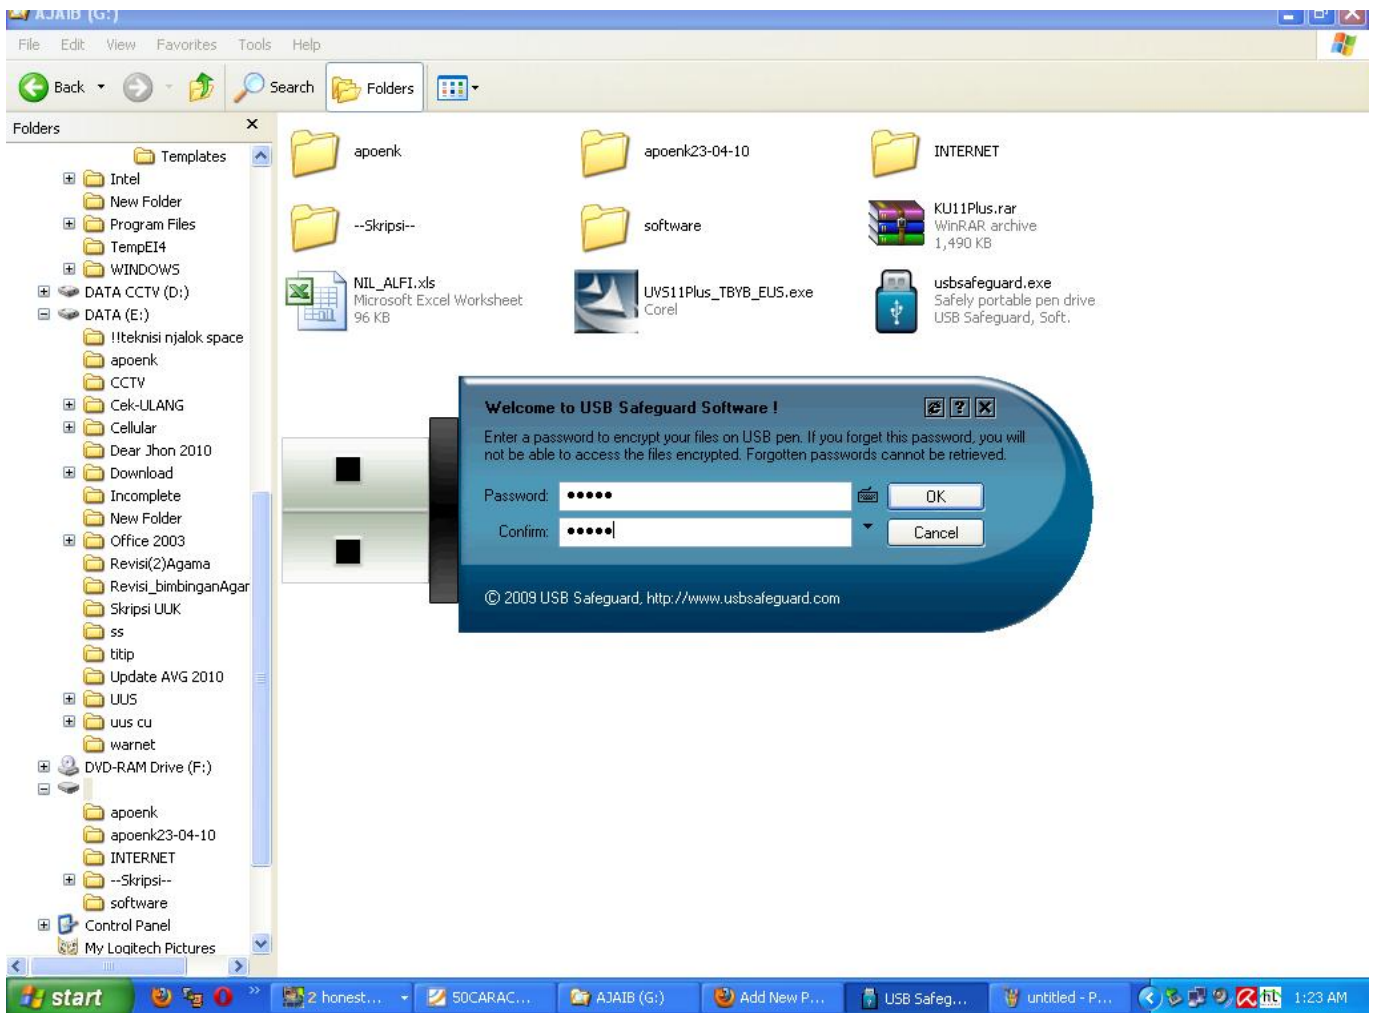 AJAIB (G:)
File Edit View Favorites Tools Help
Back Search Folders
Folders
Templates
Intel
New Folder
Program Files
TempEI4
WINDOWS
DATA CCTV (D:)
DATA (E:)
!!teknisi njalok space
apoenk
CCTV
Cek-ULANG
Cellular
Dear Jhon 2010
Download
Incomplete
New Folder
Office 2003
Revisi(2)Agama
Revisi_bimbinganAgar
Skripsi UUK
ss
titip
Update AVG 2010
UUS
uus cu
warnet
DVD-RAM Drive (F:)
apoenk
apoenk23-04-10
INTERNET
--Skripsi--
software
Control Panel
My Logitech Pictures
apoenk
apoenk23-04-10
INTERNET
--Skripsi--
software
KU11Plus.rar
WinRAR archive
1,490 KB
NIL_ALFI.xls
Microsoft Excel Worksheet
96 KB
UVS11Plus_TBYB_EUS.exe
Corel
usbsafeguard.exe
Safely portable pen drive
USB Safeguard, Soft.
Welcome to USB Safeguard Software !
Enter a password to encrypt your files on USB pen. If you forget this password, you will
not be able to access the files encrypted. Forgotten passwords cannot be retrieved.
Password: OK
Confirm: Cancel
© 2009 USB Safeguard, http://www.usbsafeguard.com
start 2 honest... 50CARAC... AJAIB (G:) Add New P... USB Safeg... untitled - P... 1:23 AM